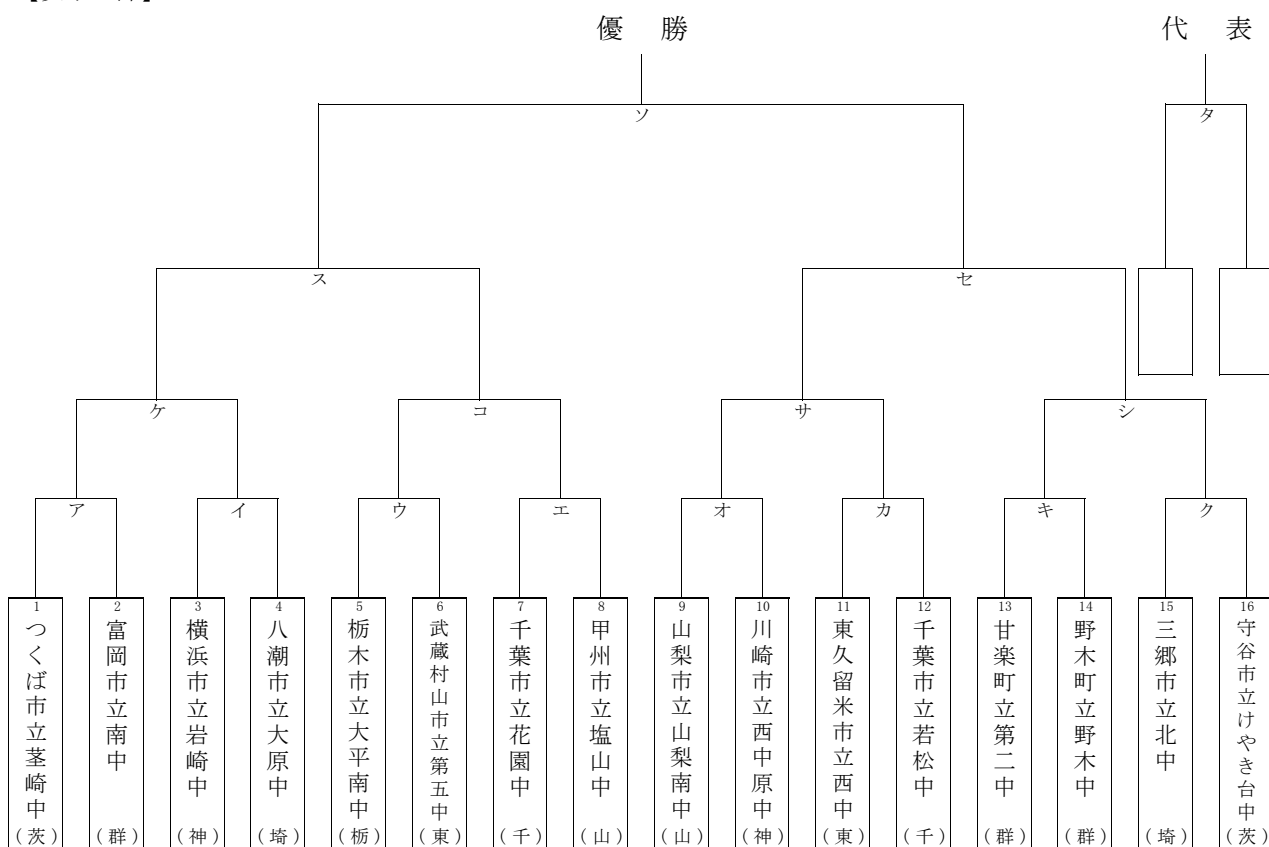 優勝
代表
ソ
タ
ス
セ
ケ
コ
サ
シ
ア
イ
ウ
エ
オ
カ
キ
ク
1
つくば市立茎崎中
(茨)
2
富岡市立南中
(群)
3
横浜市立岩崎中
(神)
4
八潮市立大原中
(埼)
5
栃木市立大平南中
(栃)
6
武蔵村山市立第五中
(東)
7
千葉市立花園中
(千)
8
甲州市立塩山中
(山)
9
山梨市立山梨南中
(山)
10
川崎市立西中原中
(神)
11
東久留米市立西中
(東)
12
千葉市立若松中
(千)
13
甘楽町立第二中
(群)
14
野木町立野木中
(群)
15
三郷市立北中
(埼)
16
守谷市立けやき台中
(茨)